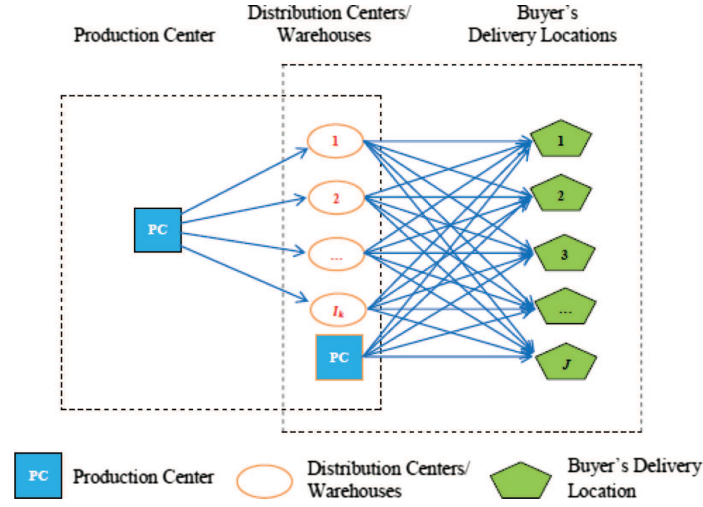 Production Center
Distribution Centers/
Warehouses
Buyer's
Delivery Locations
1
1
2
2
PC
...
3
Iₖ
...
PC
J
PC
Production Center
Distribution Centers/
Warehouses
Buyer's Delivery
Location